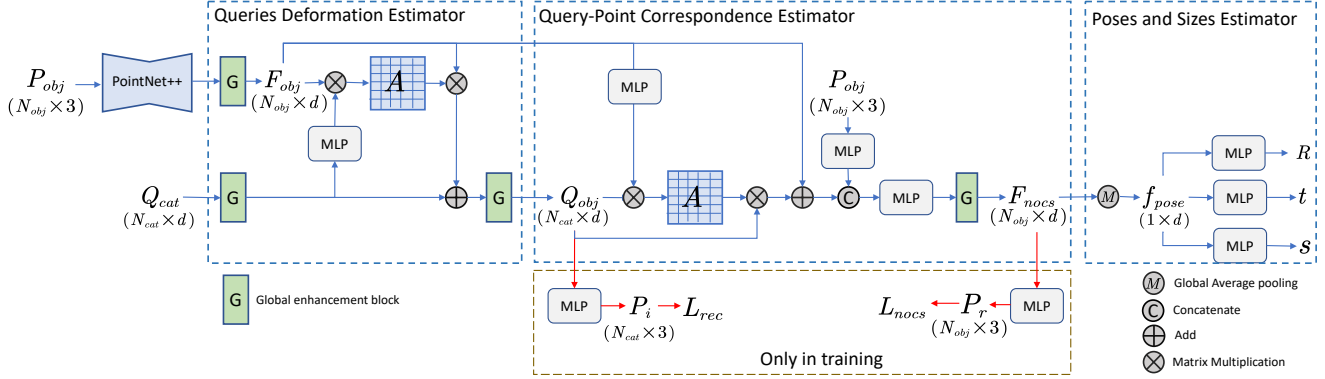 Queries Deformation Estimator
Query-Point Correspondence Estimator
Poses and Sizes Estimator
P_obj
(N_obj × 3)
PointNet++
G
F_obj
(N_obj × d)
A
MLP
Q_cat
(N_cat × d)
G
G
MLP
P_obj
(N_obj × 3)
MLP
Q_obj
(N_cat × d)
A
C
MLP
G
F_nocs
(N_obj × d)
M
f_pose
(1 × d)
MLP
R
MLP
t
MLP
s
G
Global enhancement block
MLP
P_i
(N_cat × 3)
L_rec
L_nocs
P_r
(N_obj × 3)
MLP
Only in training
M
Global Average pooling
C
Concatenate
Add
Matrix Multiplication